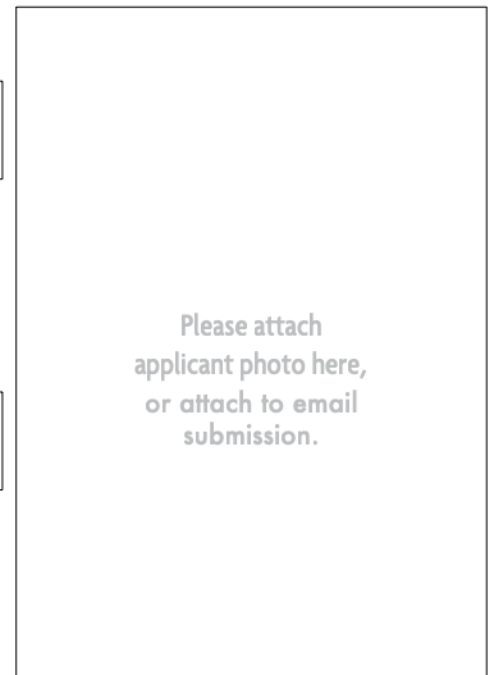 Please attach
applicant photo here,
or attach to email
submission.